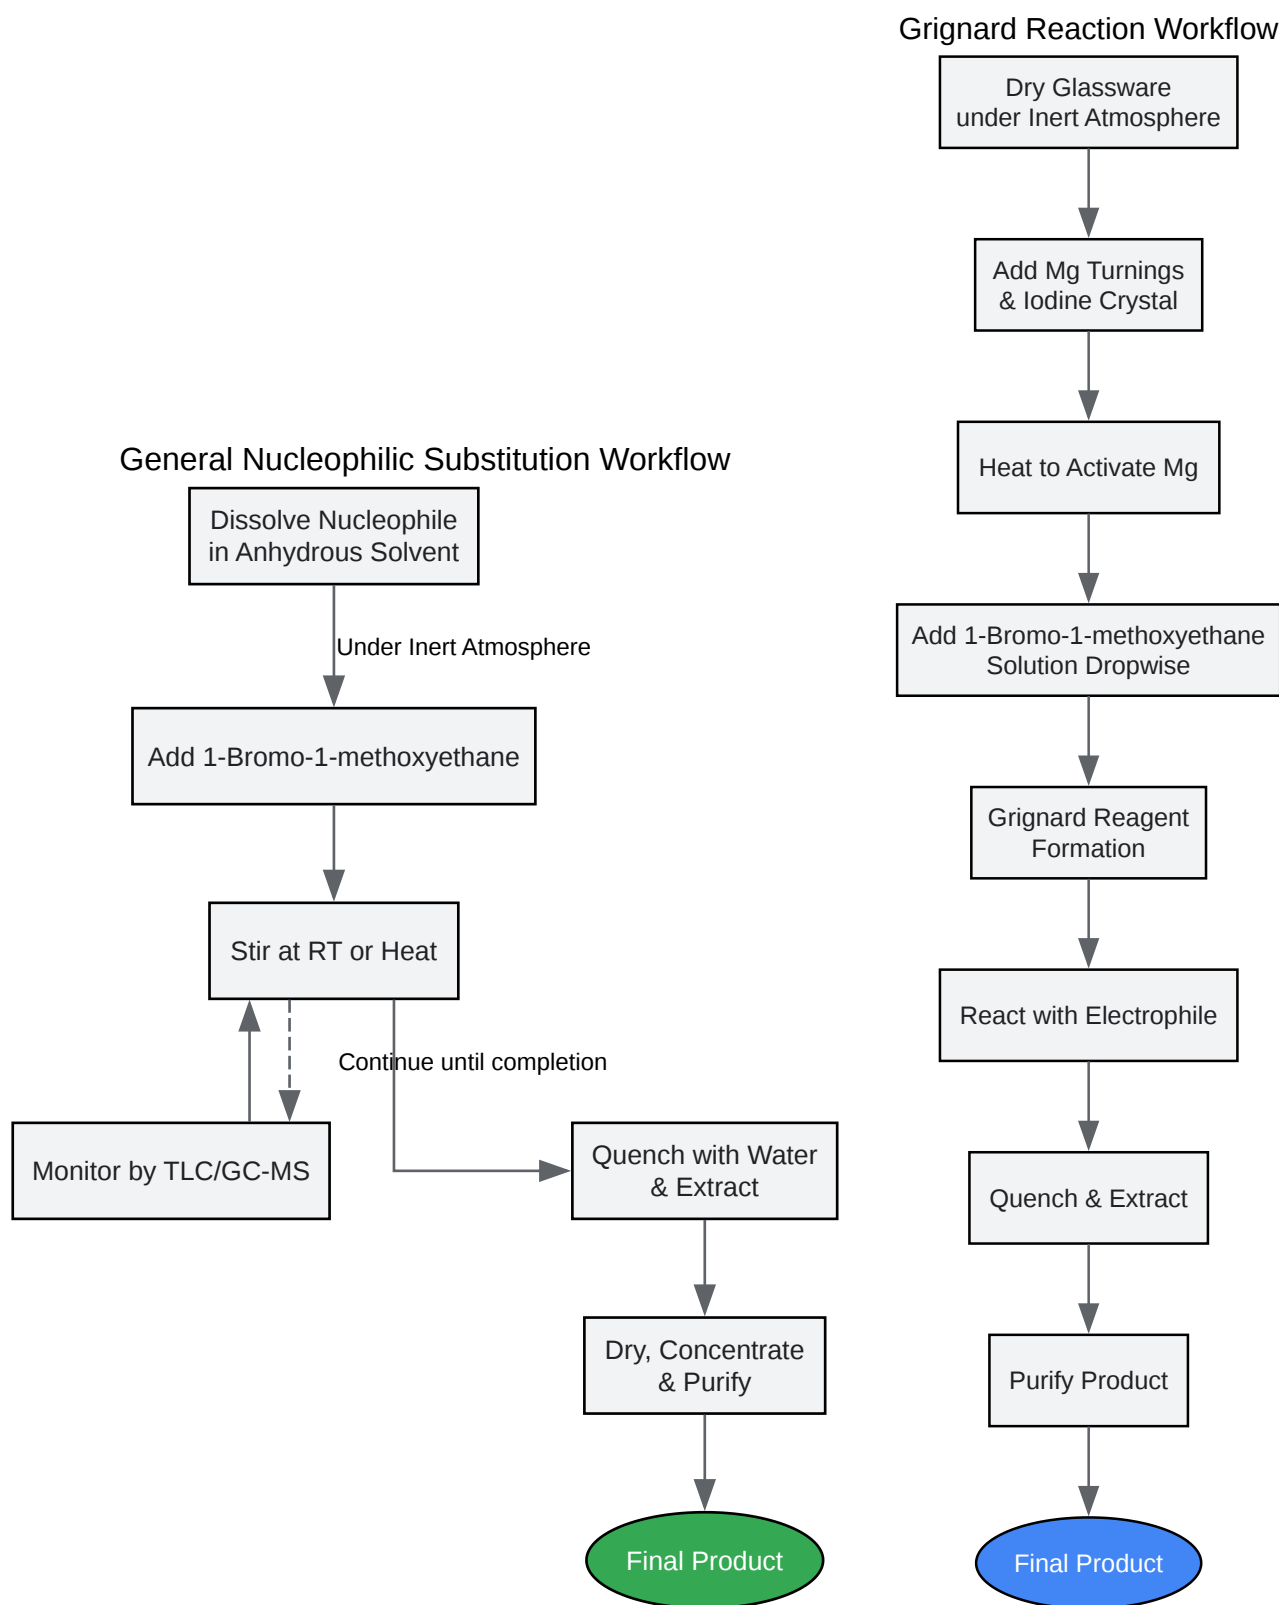 General Nucleophilic Substitution Workflow
Dissolve Nucleophile
in Anhydrous Solvent
Under Inert Atmosphere
Add 1-Bromo-1-methoxyethane
Stir at RT or Heat
Continue until completion
Monitor by TLC/GC-MS
Quench with Water
& Extract
Dry, Concentrate
& Purify
Final Product
Grignard Reaction Workflow
Dry Glassware
under Inert Atmosphere
Add Mg Turnings
& Iodine Crystal
Heat to Activate Mg
Add 1-Bromo-1-methoxyethane
Solution Dropwise
Grignard Reagent
Formation
React with Electrophile
Quench & Extract
Purify Product
Final Product